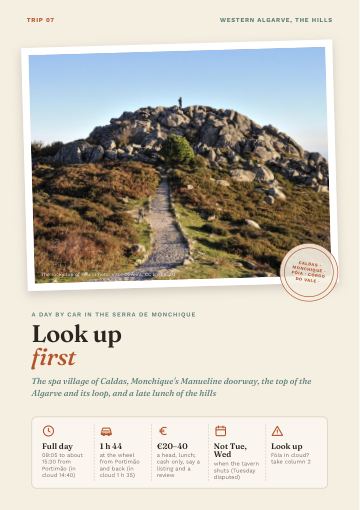 TRIP 07
WESTERN ALGARVE, THE HILLS
CALDAS ·
MONCHIQUE ·
FÓIA · CORGO
DO VALE ·
A DAY BY CAR IN THE SERRA DE MONCHIQUE
Look up
first
The spa village of Caldas, Monchique's Manueline doorway, the top of the
Algarve and its loop, and a late lunch of the hills
Full day
08:05 to about
15:30 from
Portimão (in
cloud 14:40)
1 h 44
at the wheel
from Portimão
and back (in
cloud 1 h 35)
€20–40
a head, lunch;
cash only, say a
listing and a
review
Not Tue,
Wed
when the tavern
shuts (Tuesday
disputed)
Look up
Fóia in cloud?
take column 2